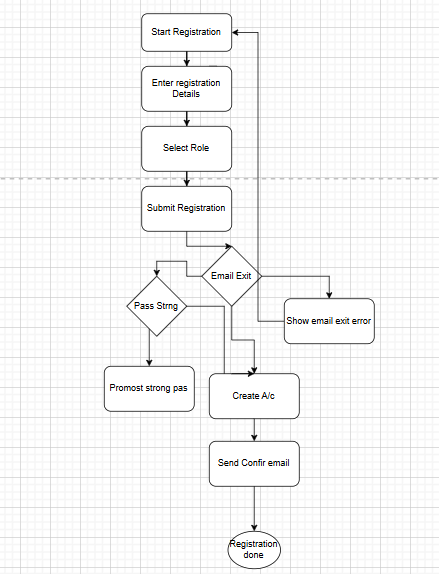 Start Registration
Enter registration
Details
Select Role
Submit Registration
Email Exit
Pass Strng
Show email exit error
Promost strong pas
Create A/c
Send Confir email
Registration
done